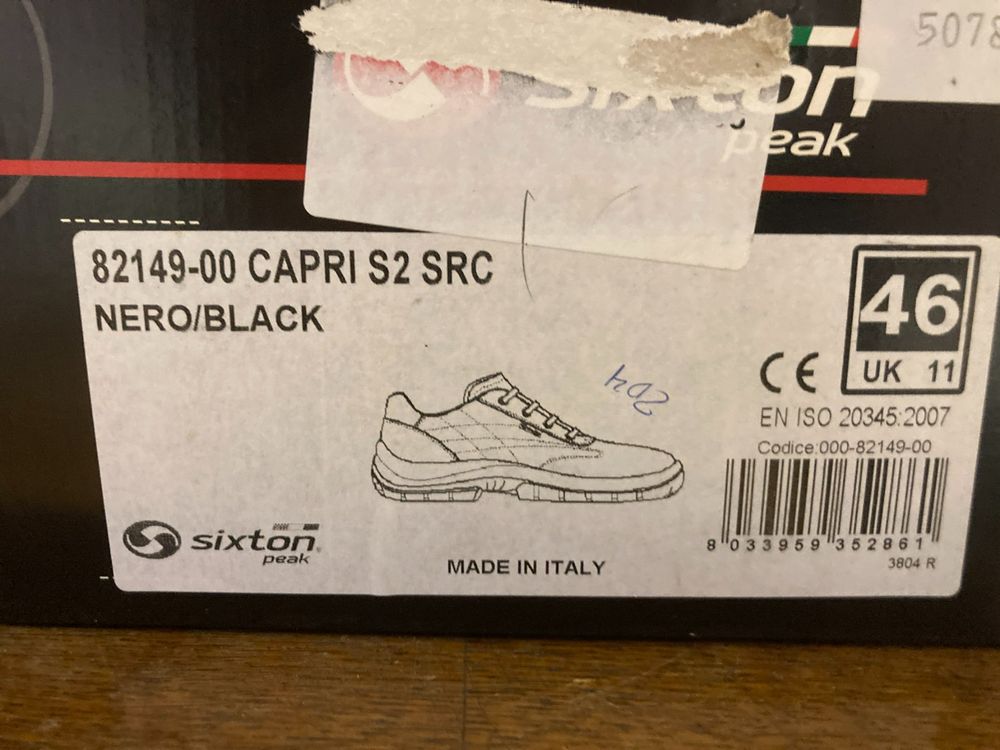 5078
sixton
peak
82149-00 CAPRI S2 SRC
NERO/BLACK
46
UK 11
CE
EN ISO 20345:2007
Codice:000-82149-00
8 033959 352861
3804 R
sixton
peak
MADE IN ITALY